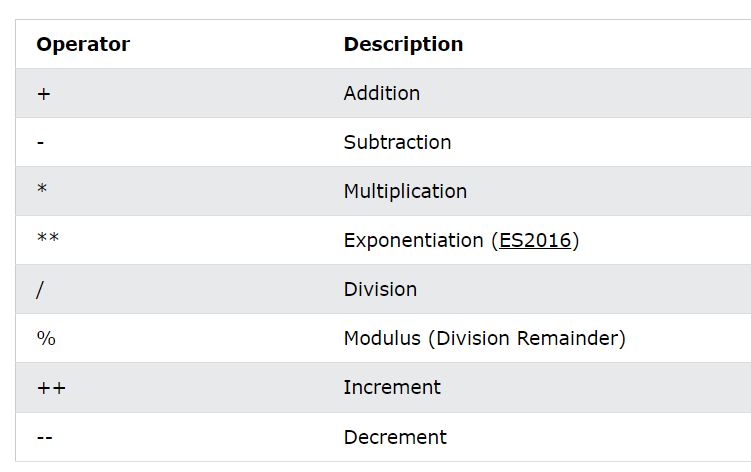 Operator Description
+ Addition
- Subtraction
* Multiplication
** Exponentiation (ES2016)
/ Division
% Modulus (Division Remainder)
++ Increment
-- Decrement